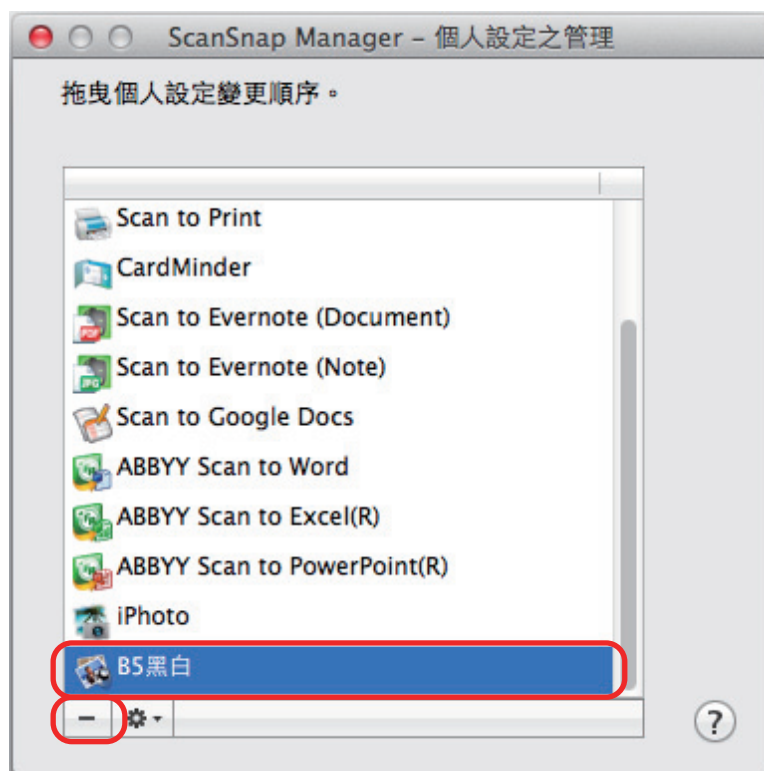 ScanSnap Manager – 個人設定之管理
拖曳個人設定變更順序。
Scan to Print
CardMinder
Scan to Evernote (Document)
Scan to Evernote (Note)
Scan to Google Docs
ABBYY Scan to Word
ABBYY Scan to Excel(R)
ABBYY Scan to PowerPoint(R)
iPhoto
B5黑白
?